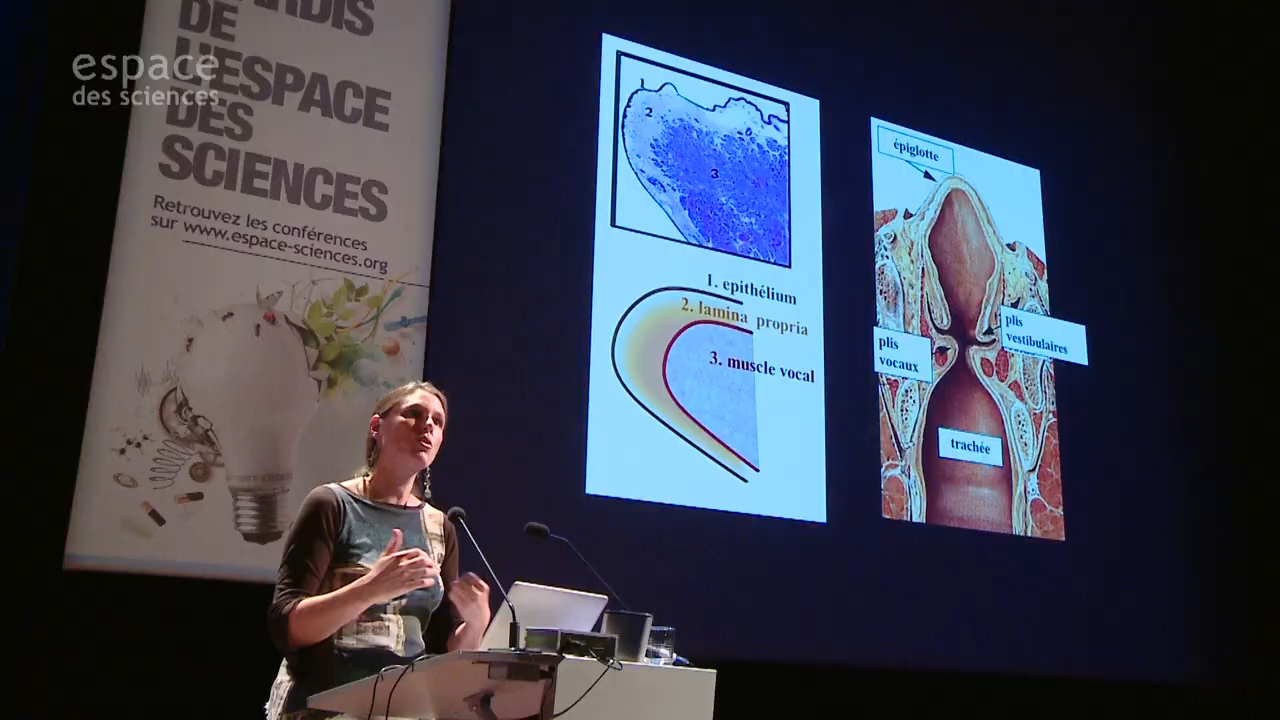 DE
L'ESPACE
DES
SCIENCES
Retrouvez les conférences
sur www.espace-sciences.org
espace
des sciences
1
2
3
1. epithélium
2. lamina propria
3. muscle vocal
épiglotte
plis
vestibulaires
plis
vocaux
trachée